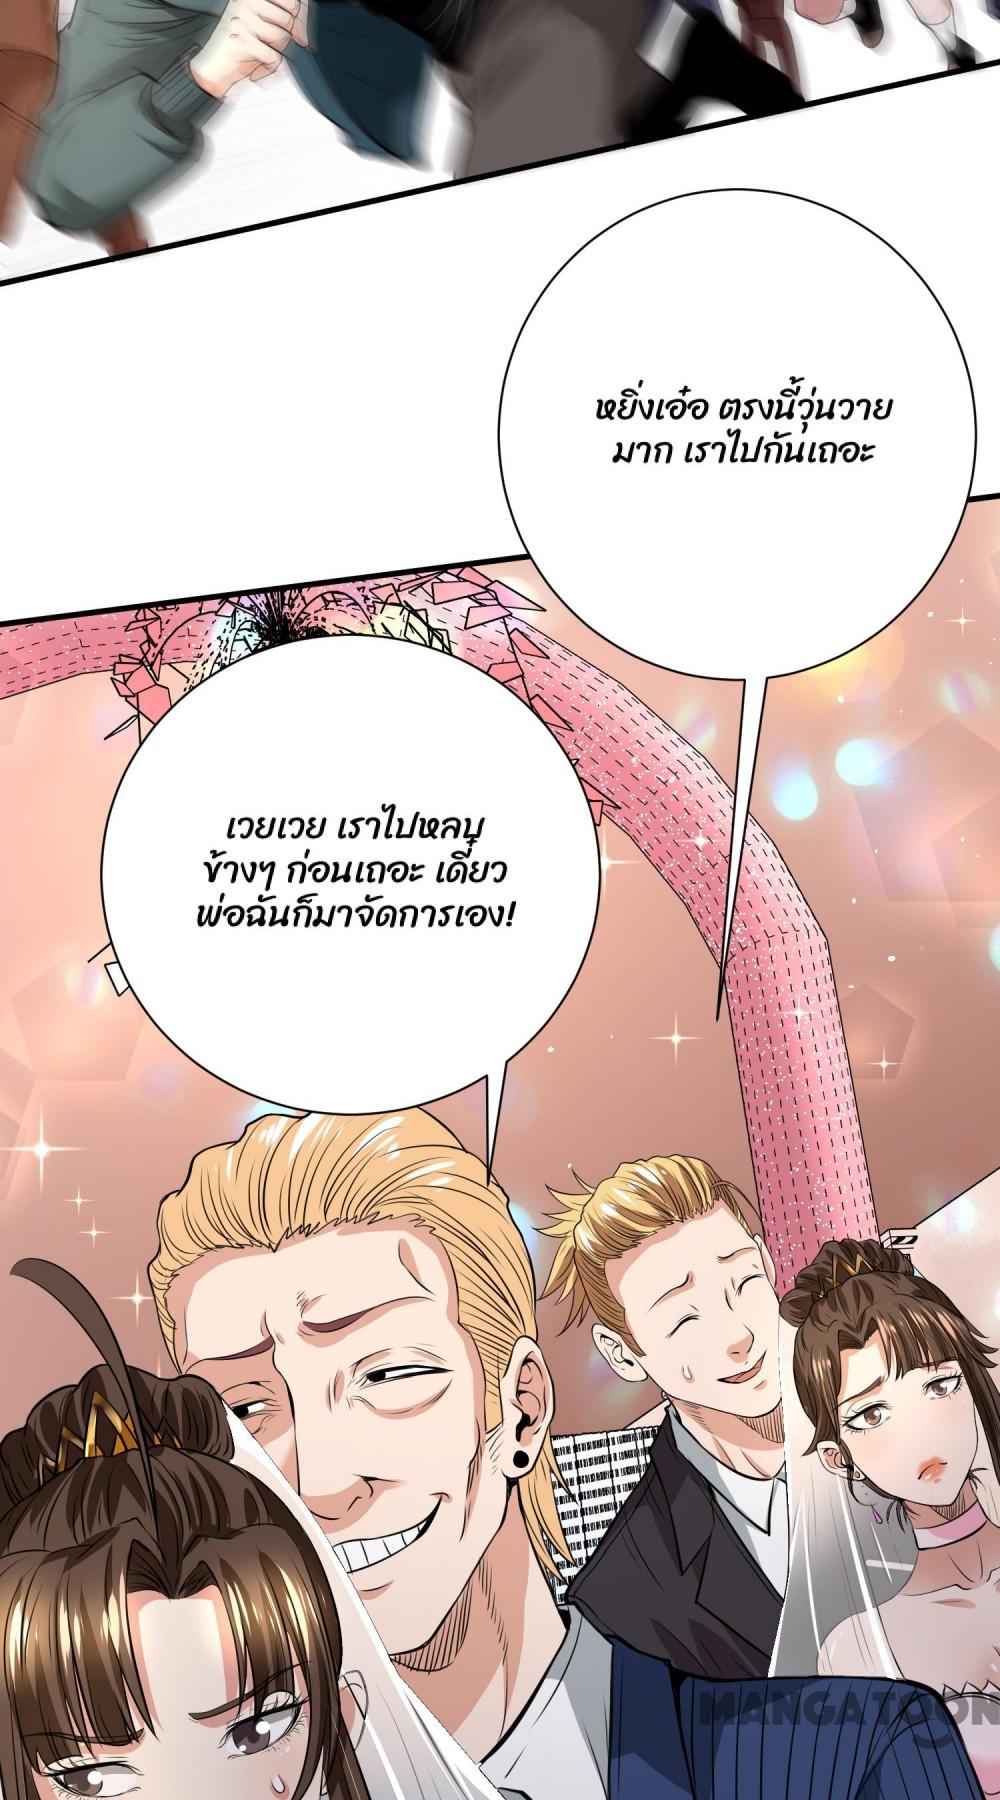 หยิ่งเอ๋อ ตรงนี้วุ่นวาย
มาก เราไปกันเถอะ
เวยเวย เราไปหลบ
ข้างๆ ก่อนเถอะ เดี๋ยว
พ่อฉันก็มาจัดการเอง!
MANGATOON